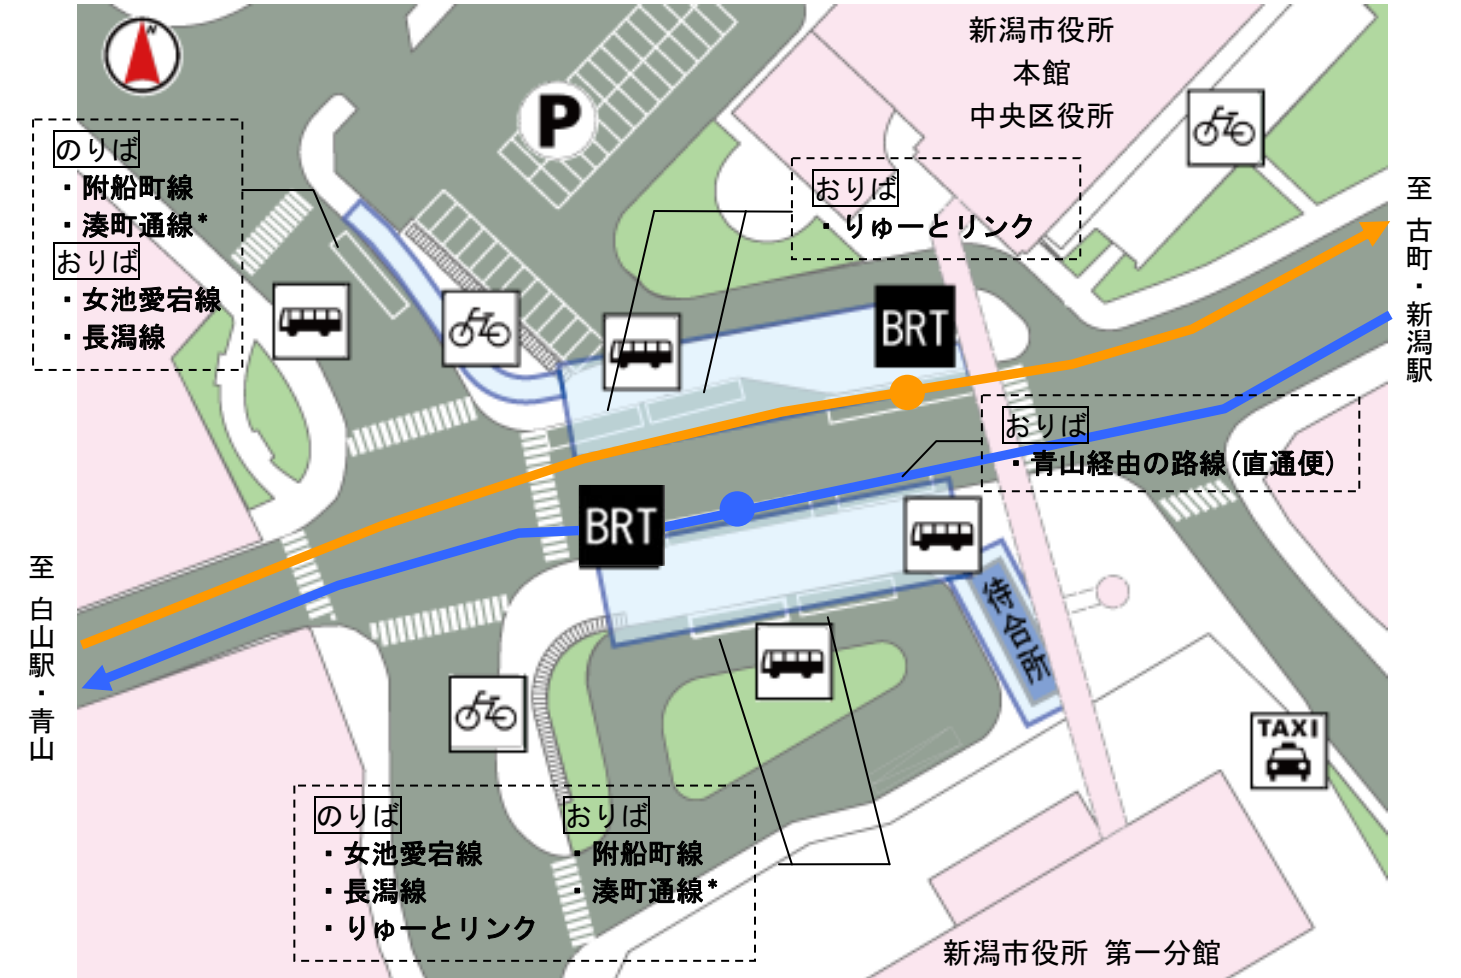 N
新潟市役所
本館
中央区役所
P
のりば
・附船町線
・湊町通線*
おりば
・女池愛宕線
・長潟線
おりば
・りゅーとリンク
至 古町・新潟駅
BRT
おりば
・青山経由の路線(直通便)
BRT
至 白山駅・青山
待合所
TAXI
のりば
・女池愛宕線
・長潟線
・りゅーとリンク
おりば
・附船町線
・湊町通線*
新潟市役所 第一分館